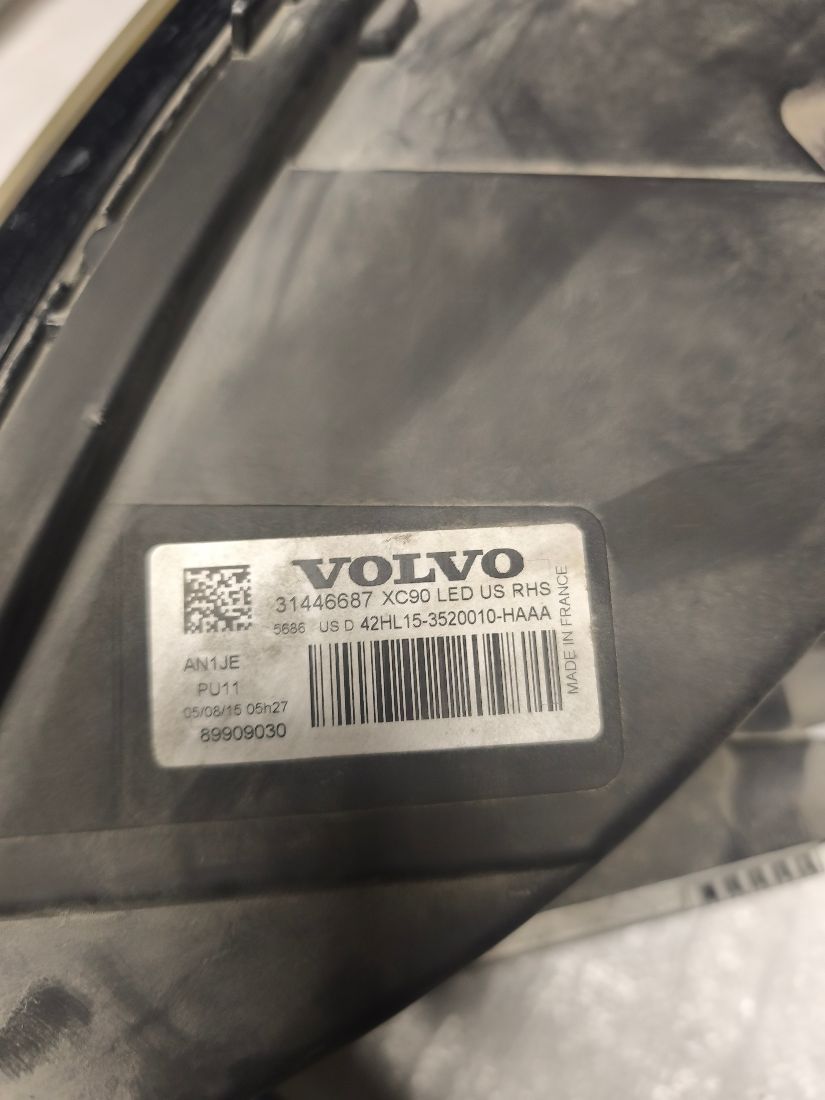 VOLVO
31446687 XC90 LED US RHS
5686 US D 42HL15-3520010-HAAA
AN1JE
PU11
05/08/15 05h27
89909030
MADE IN FRANCE